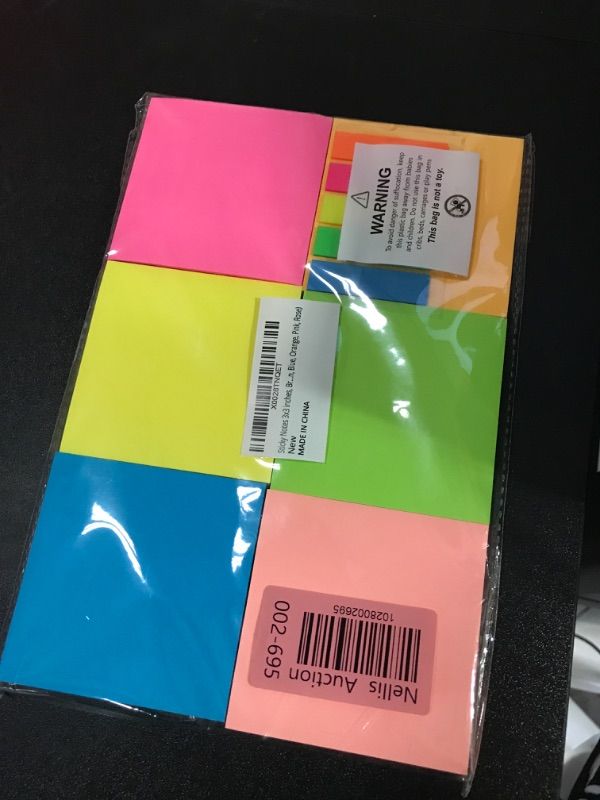 WARNING
To avoid danger of suffocation, keep
this plastic bag away from babies
and children. Do not use this bag in
cribs, beds, carriages or play pens
This bag is not a toy.
X0028TNQET
Sticky Notes 3x3 inches, Br...n, Blue, Orange, Pink, Rose)
New
MADE IN CHINA
Nellis Auction
1028002695
002-695